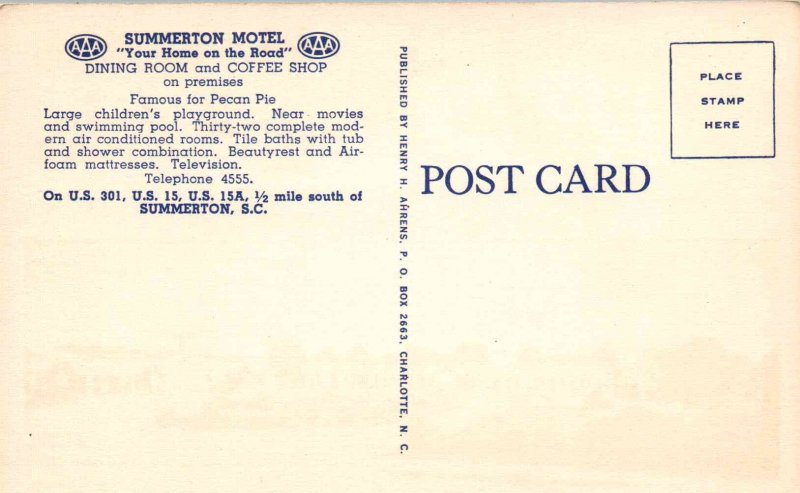 AAA
SUMMERTON MOTEL
AAA
"Your Home on the Road"
DINING ROOM and COFFEE SHOP
on premises
Famous for Pecan Pie
Large children's playground. Near movies
and swimming pool. Thirty-two complete mod-
ern air conditioned rooms. Tile baths with tub
and shower combination. Beautyrest and Air-
foam mattresses. Television.
Telephone 4555.
On U.S. 301, U.S. 15, U.S. 15A, ½ mile south of
SUMMERTON, S.C.
PUBLISHED BY HENRY H. AHRENS, P. O. BOX 2663, CHARLOTTE, N. C.
POST CARD
PLACE
STAMP
HERE